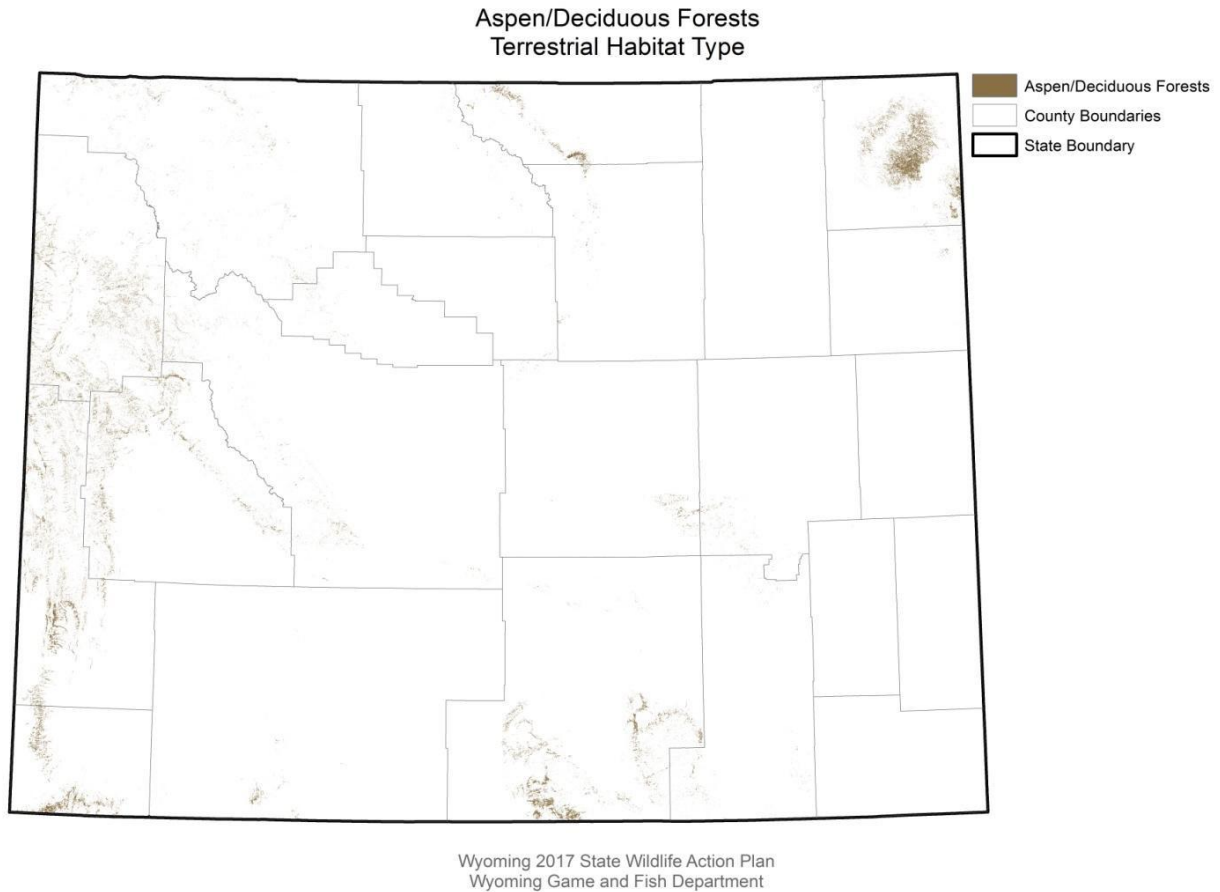 Aspen/Deciduous Forests
Terrestrial Habitat Type
Aspen/Deciduous Forests
County Boundaries
State Boundary
Wyoming 2017 State Wildlife Action Plan
Wyoming Game and Fish Department